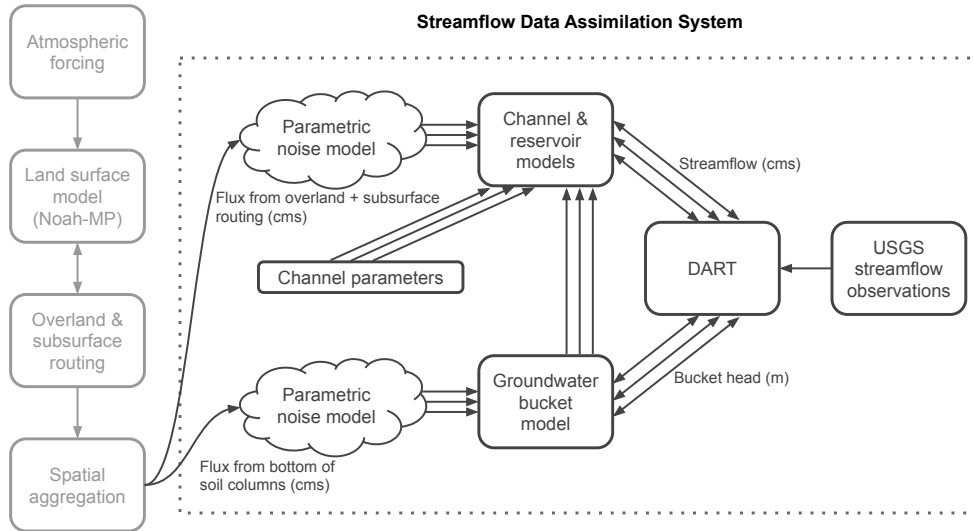 Streamflow Data Assimilation System
Atmospheric
forcing
Land surface
model
(Noah-MP)
Overland &
subsurface
routing
Spatial
aggregation
Parametric
noise model
Flux from overland + subsurface
routing (cms)
Channel parameters
Parametric
noise model
Flux from bottom of
soil columns (cms)
Channel &
reservoir
models
Groundwater
bucket
model
Streamflow (cms)
DART
Bucket head (m)
USGS
streamflow
observations